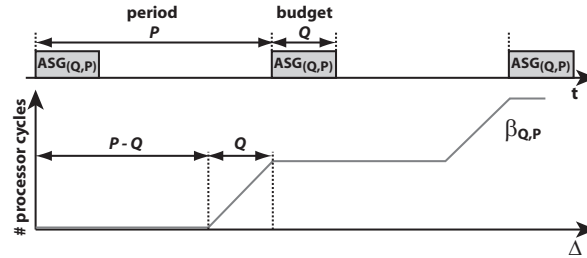 period
budget
P
Q
ASG(Q,P)
ASG(Q,P)
ASG(Q,P)
t
# processor cycles
P - Q
Q
βQ,P
Δ